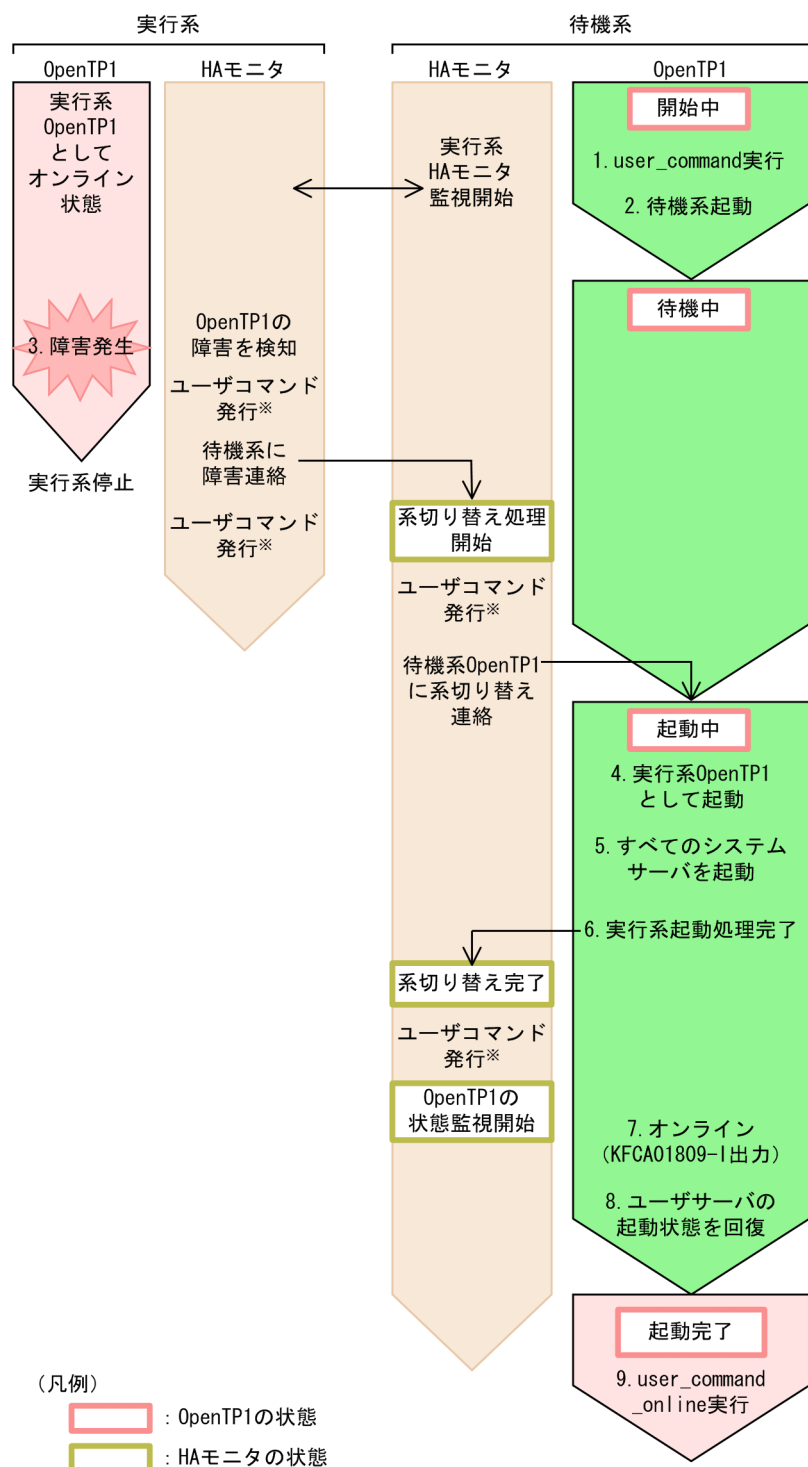 実行系
待機系
OpenTP1
HAモニタ
HAモニタ
OpenTP1
実行系
OpenTP1
として
オンライン
状態
3. 障害発生
実行系停止
OpenTP1の
障害を検知
ユーザコマンド
発行※
待機系に
障害連絡
ユーザコマンド
発行※
実行系
HAモニタ
監視開始
系切り替え処理
開始
ユーザコマンド
発行※
待機系OpenTP1
に系切り替え
連絡
系切り替え完了
ユーザコマンド
発行※
OpenTP1の
状態監視開始
開始中
1. user_command実行
2. 待機系起動
待機中
起動中
4. 実行系OpenTP1
として起動
5. すべてのシステム
サーバを起動
6. 実行系起動処理完了
7. オンライン
(KFCA01809-I出力)
8. ユーザサーバの
起動状態を回復
起動完了
9. user_command
_online実行
(凡例)
: OpenTP1の状態
: HAモニタの状態